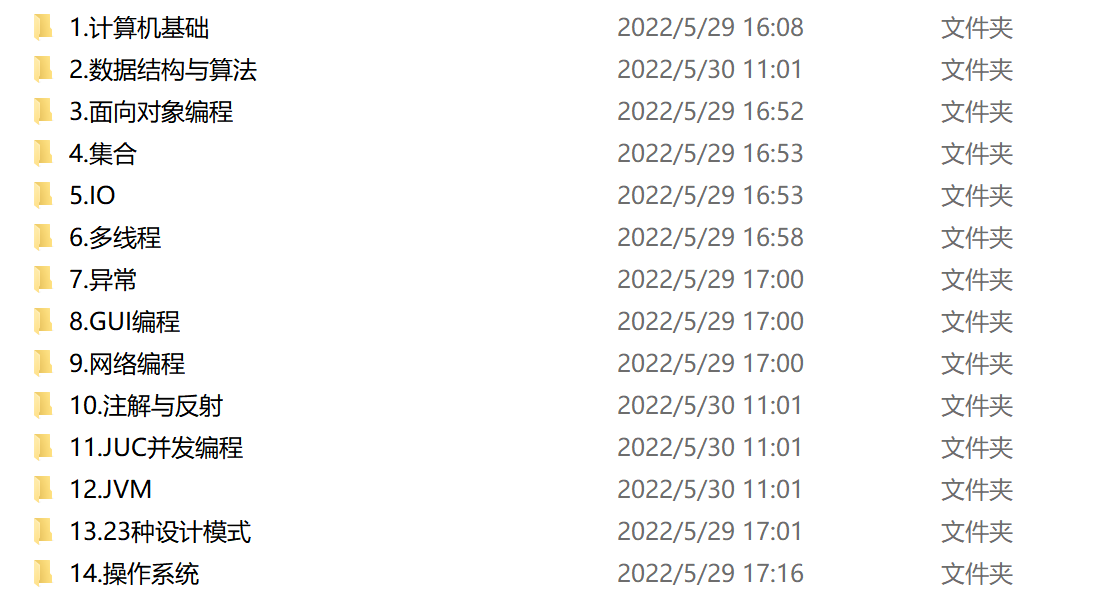 1.计算机基础 2022/5/29 16:08 文件夹
2.数据结构与算法 2022/5/30 11:01 文件夹
3.面向对象编程 2022/5/29 16:52 文件夹
4.集合 2022/5/29 16:53 文件夹
5.IO 2022/5/29 16:53 文件夹
6.多线程 2022/5/29 16:58 文件夹
7.异常 2022/5/29 17:00 文件夹
8.GUI编程 2022/5/29 17:00 文件夹
9.网络编程 2022/5/29 17:00 文件夹
10.注解与反射 2022/5/30 11:01 文件夹
11.JUC并发编程 2022/5/30 11:01 文件夹
12.JVM 2022/5/30 11:01 文件夹
13.23种设计模式 2022/5/29 17:01 文件夹
14.操作系统 2022/5/29 17:16 文件夹